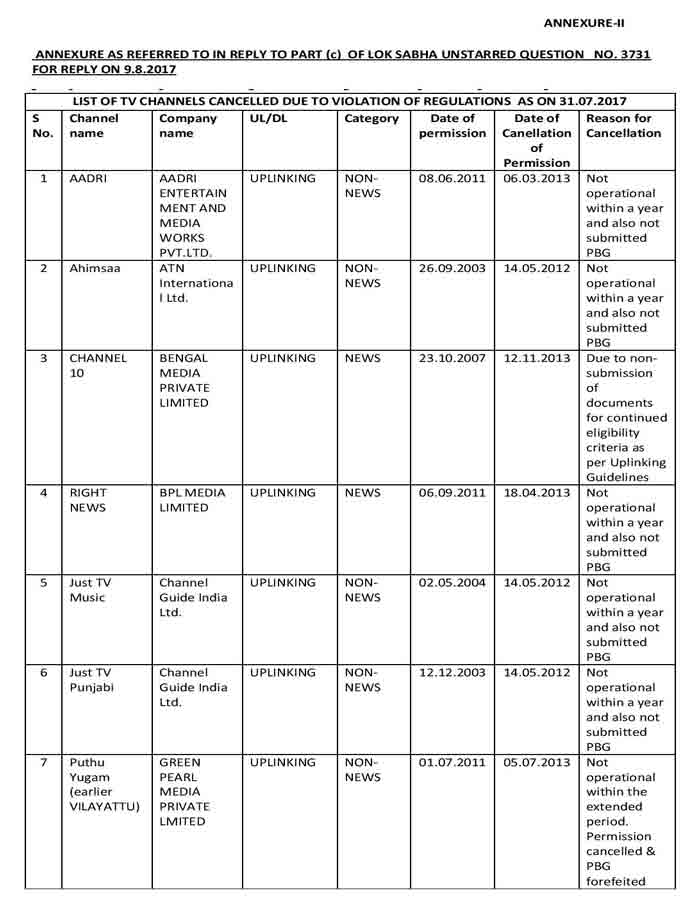 ANNEXURE-II
ANNEXURE AS REFERRED TO IN REPLY TO PART (c) OF LOK SABHA UNSTARRED QUESTION NO. 3731
FOR REPLY ON 9.8.2017
LIST OF TV CHANNELS CANCELLED DUE TO VIOLATION OF REGULATIONS AS ON 31.07.2017
S No. | Channel name | Company name | UL/DL | Category | Date of permission | Date of Canellation of Permission | Reason for Cancellation
1 | AADRI | AADRI ENTERTAIN MENT AND MEDIA WORKS PVT.LTD. | UPLINKING | NON-NEWS | 08.06.2011 | 06.03.2013 | Not operational within a year and also not submitted PBG
2 | Ahimsaa | ATN Internationa l Ltd. | UPLINKING | NON-NEWS | 26.09.2003 | 14.05.2012 | Not operational within a year and also not submitted PBG
3 | CHANNEL 10 | BENGAL MEDIA PRIVATE LIMITED | UPLINKING | NEWS | 23.10.2007 | 12.11.2013 | Due to non-submission of documents for continued eligibility criteria as per Uplinking Guidelines
4 | RIGHT NEWS | BPL MEDIA LIMITED | UPLINKING | NEWS | 06.09.2011 | 18.04.2013 | Not operational within a year and also not submitted PBG
5 | Just TV Music | Channel Guide India Ltd. | UPLINKING | NON-NEWS | 02.05.2004 | 14.05.2012 | Not operational within a year and also not submitted PBG
6 | Just TV Punjabi | Channel Guide India Ltd. | UPLINKING | NON-NEWS | 12.12.2003 | 14.05.2012 | Not operational within a year and also not submitted PBG
7 | Puthu Yugam (earlier VILAYATTU) | GREEN PEARL MEDIA PRIVATE LMITED | UPLINKING | NON-NEWS | 01.07.2011 | 05.07.2013 | Not operational within the extended period. Permission cancelled & PBG forefeited